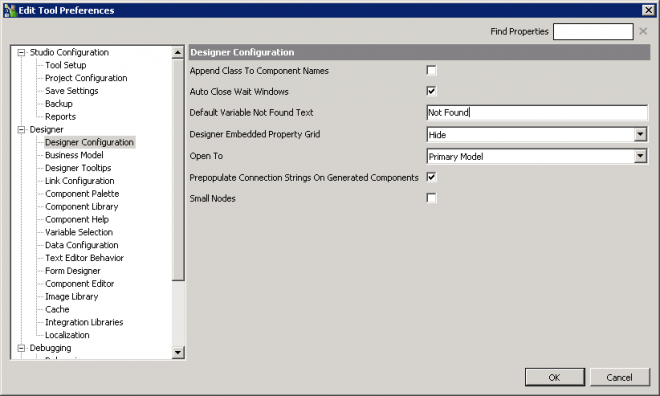 Edit Tool Preferences
Find Properties
Studio Configuration
Tool Setup
Project Configuration
Save Settings
Backup
Reports
Designer
Designer Configuration
Business Model
Designer Tooltips
Link Configuration
Component Palette
Component Library
Component Help
Variable Selection
Data Configuration
Text Editor Behavior
Form Designer
Component Editor
Image Library
Cache
Integration Libraries
Localization
Debugging
Designer Configuration
Append Class To Component Names
Auto Close Wait Windows
Default Variable Not Found Text Not Found
Designer Embedded Property Grid Hide
Open To Primary Model
Prepopulate Connection Strings On Generated Components
Small Nodes
OK Cancel